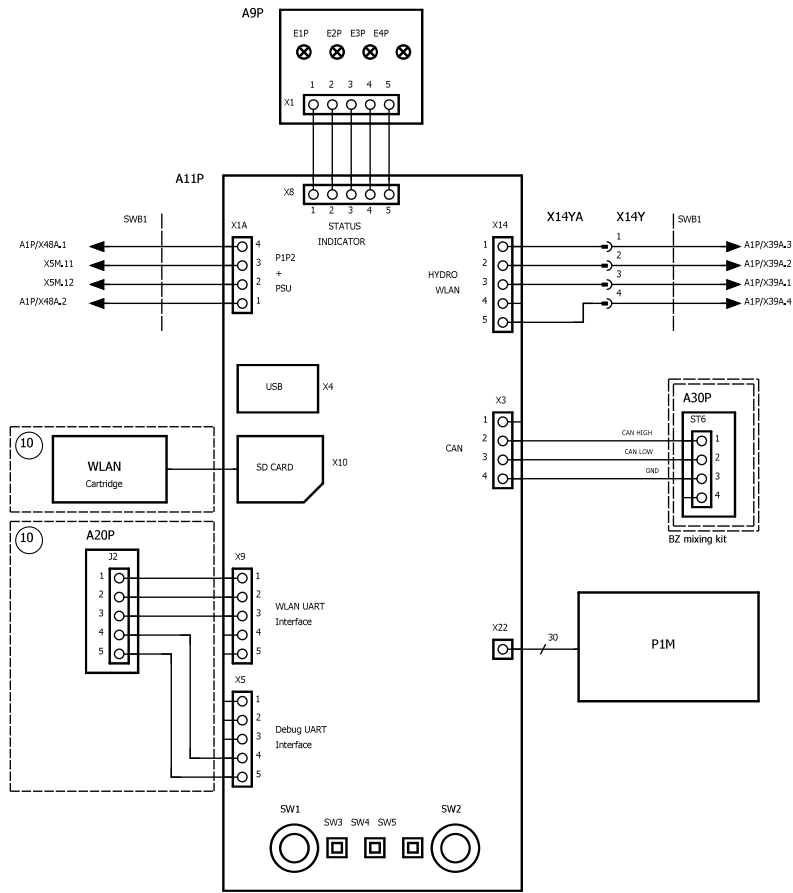 A9P
E1P E2P E3P E4P
1 2 3 4 5
X1
A11P
X8
1 2 3 4 5
STATUS
INDICATOR
SWB1
X1A
A1P/X48A.1
X5M.11
X5M.12
A1P/X48A.2
4
3
2
1
P1P2
+
PSU
X14
1
2
3
4
5
HYDRO
WLAN
X14YA X14Y
SWB1
1
2
3
4
A1P/X39A.3
A1P/X39A.2
A1P/X39A.1
A1P/X39A.4
USB
X4
X3
1
2
3
4
CAN
CAN HIGH
CAN LOW
GND
A30P
ST6
1
2
3
4
BZ mixing kit
10
WLAN
Cartridge
SD CARD
X10
10
A20P
J2
1
2
3
4
5
X9
1
2
3
4
5
WLAN UART
Interface
X22
30
P1M
X5
1
2
3
4
5
Debug UART
Interface
SW1
SW3 SW4 SW5
SW2